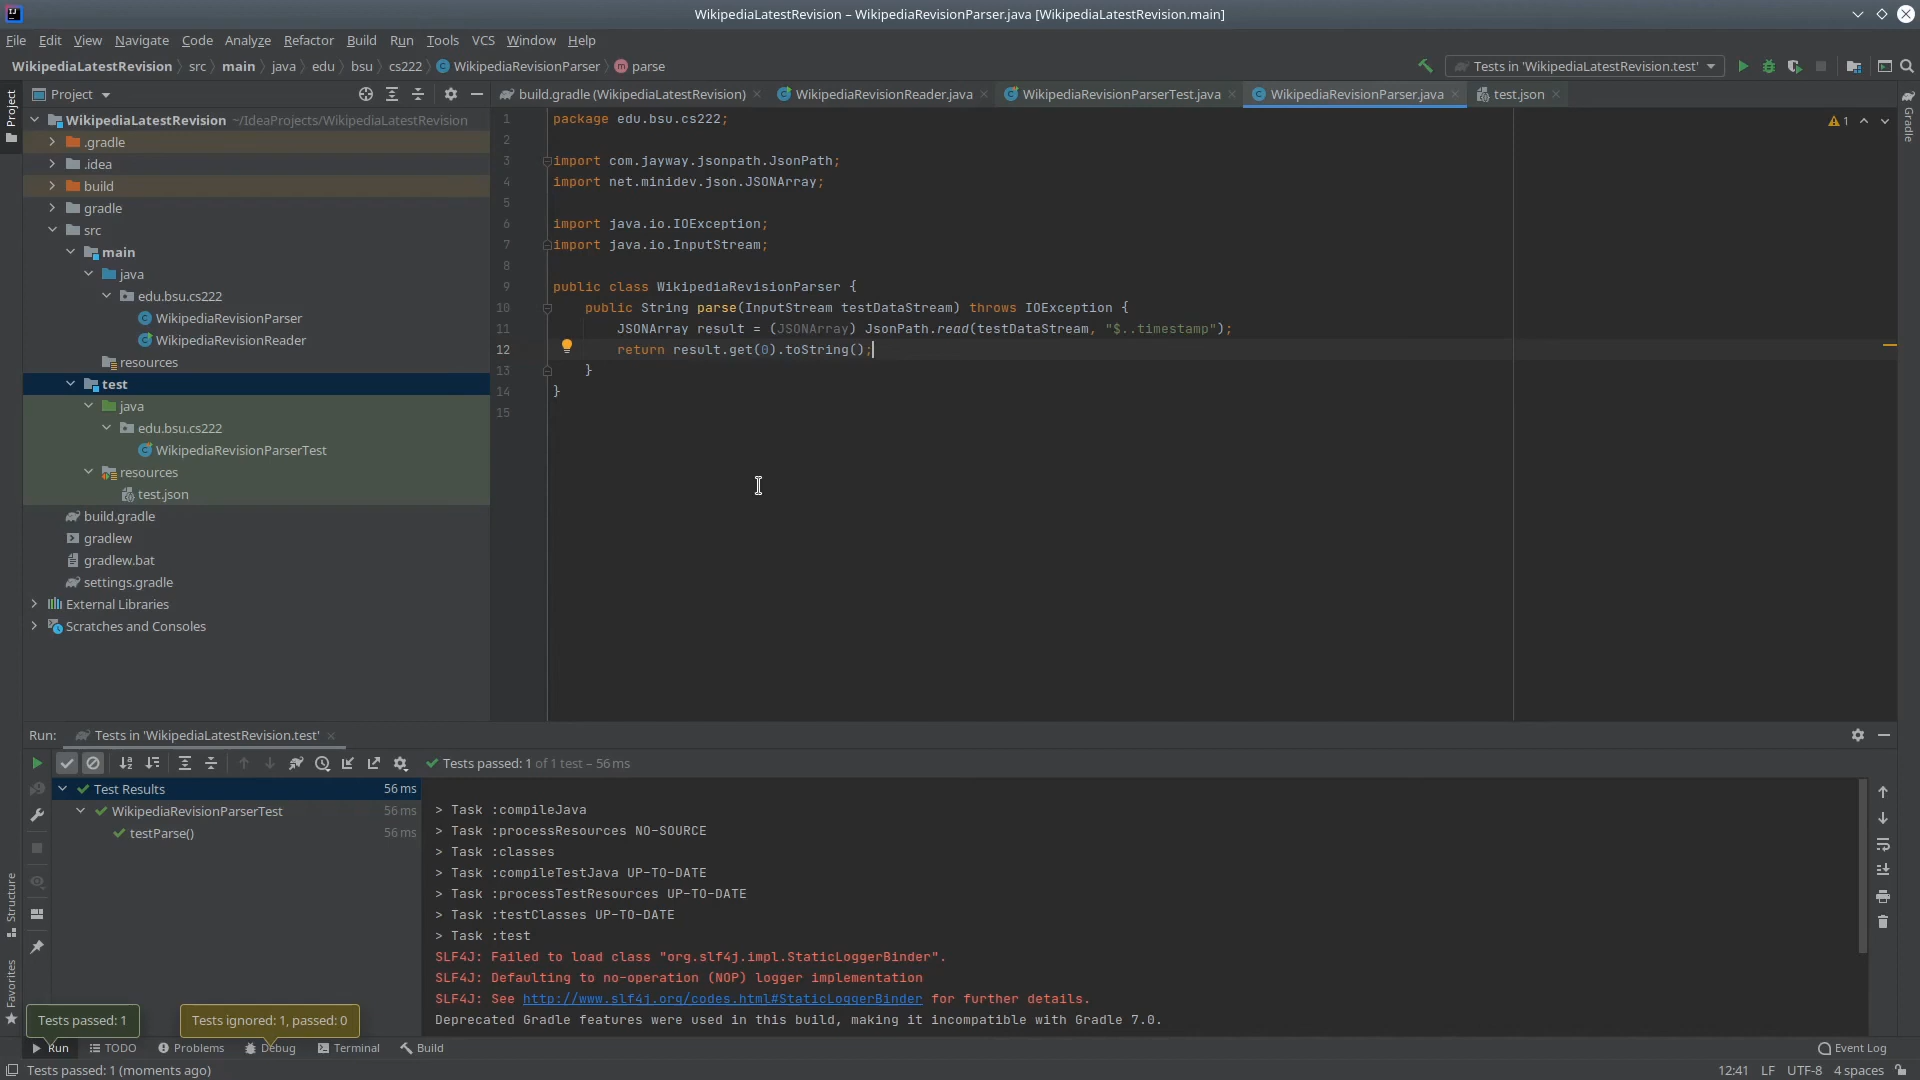 WikipediaLatestRevision – WikipediaRevisionParser.java [WikipediaLatestRevision.main]
File Edit View Navigate Code Analyze Refactor Build Run Tools VCS Window Help
WikipediaLatestRevision src main java edu bsu cs222 WikipediaRevisionParser parse
Tests in 'WikipediaLatestRevision.test'
Project
build.gradle (WikipediaLatestRevision) WikipediaRevisionReader.java WikipediaRevisionParserTest.java WikipediaRevisionParser.java test.json
Project
Gradle
WikipediaLatestRevision ~/IdeaProjects/WikipediaLatestRevision
.gradle
.idea
build
gradle
src
main
java
edu.bsu.cs222
WikipediaRevisionParser
WikipediaRevisionReader
resources
test
java
edu.bsu.cs222
WikipediaRevisionParserTest
resources
test.json
build.gradle
gradlew
gradlew.bat
settings.gradle
External Libraries
Scratches and Consoles
1 package edu.bsu.cs222;
2
3 import com.jayway.jsonpath.JsonPath;
4 import net.minidev.json.JSONArray;
5
6 import java.io.IOException;
7 import java.io.InputStream;
8
9 public class WikipediaRevisionParser {
10 public String parse(InputStream testDataStream) throws IOException {
11 JSONArray result = (JSONArray) JsonPath.read(testDataStream, "$..timestamp");
12 return result.get(0).toString();
13 }
14 }
15
1
Run: Tests in 'WikipediaLatestRevision.test'
Tests passed: 1 of 1 test – 56 ms
Test Results 56 ms
WikipediaRevisionParserTest 56 ms
testParse() 56 ms
> Task :compileJava
> Task :processResources NO-SOURCE
> Task :classes
> Task :compileTestJava UP-TO-DATE
> Task :processTestResources UP-TO-DATE
> Task :testClasses UP-TO-DATE
> Task :test
SLF4J: Failed to load class "org.slf4j.impl.StaticLoggerBinder".
SLF4J: Defaulting to no-operation (NOP) logger implementation
SLF4J: See http://www.slf4j.org/codes.html#StaticLoggerBinder for further details.
Deprecated Gradle features were used in this build, making it incompatible with Gradle 7.0.
Structure
Favorites
Tests passed: 1
Tests ignored: 1, passed: 0
Run TODO Problems Debug Terminal Build Event Log
Tests passed: 1 (moments ago) 12:41 LF UTF-8 4 spaces